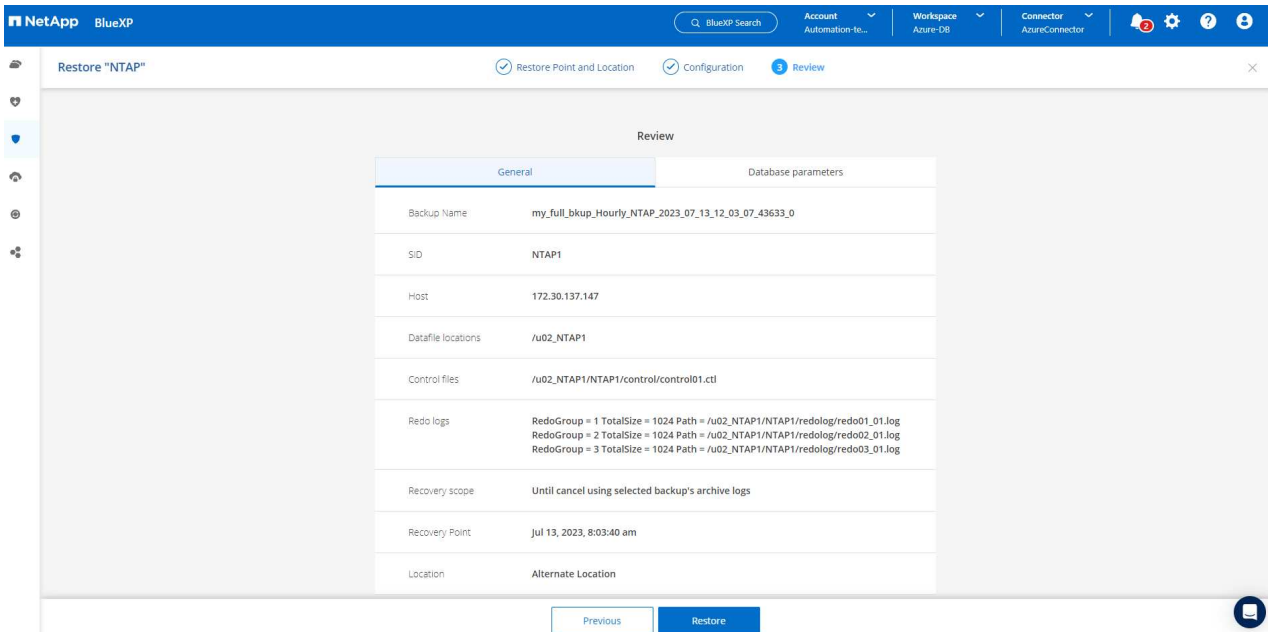 NetApp BlueXP
BlueXP Search
Account
Automation-te...
Workspace
Azure-DB
Connector
AzureConnector
2
Restore "NTAP"
Restore Point and Location
Configuration
3 Review
Review
General
Database parameters
Backup Name my_full_bkup_Hourly_NTAP_2023_07_13_12_03_07_43633_0
SID NTAP1
Host 172.30.137.147
Datafile locations /u02_NTAP1
Control files /u02_NTAP1/NTAP1/control/control01.ctl
Redo logs RedoGroup = 1 TotalSize = 1024 Path = /u02_NTAP1/NTAP1/redolog/redo01_01.log
RedoGroup = 2 TotalSize = 1024 Path = /u02_NTAP1/NTAP1/redolog/redo02_01.log
RedoGroup = 3 TotalSize = 1024 Path = /u02_NTAP1/NTAP1/redolog/redo03_01.log
Recovery scope Until cancel using selected backup's archive logs
Recovery Point Jul 13, 2023, 8:03:40 am
Location Alternate Location
Previous
Restore